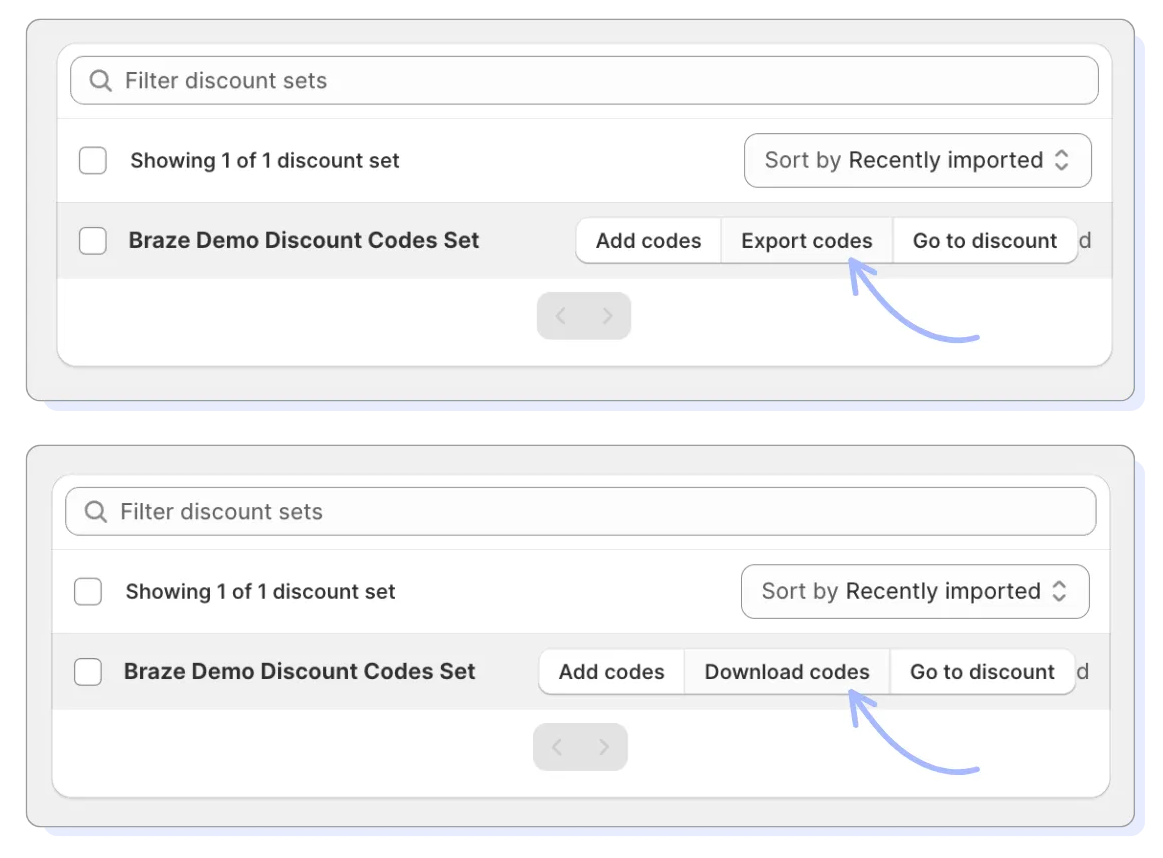 Filter discount sets
Showing 1 of 1 discount set
Sort by Recently imported
Braze Demo Discount Codes Set
Add codes
Export codes
Go to discount
d
Filter discount sets
Showing 1 of 1 discount set
Sort by Recently imported
Braze Demo Discount Codes Set
Add codes
Download codes
Go to discount
d